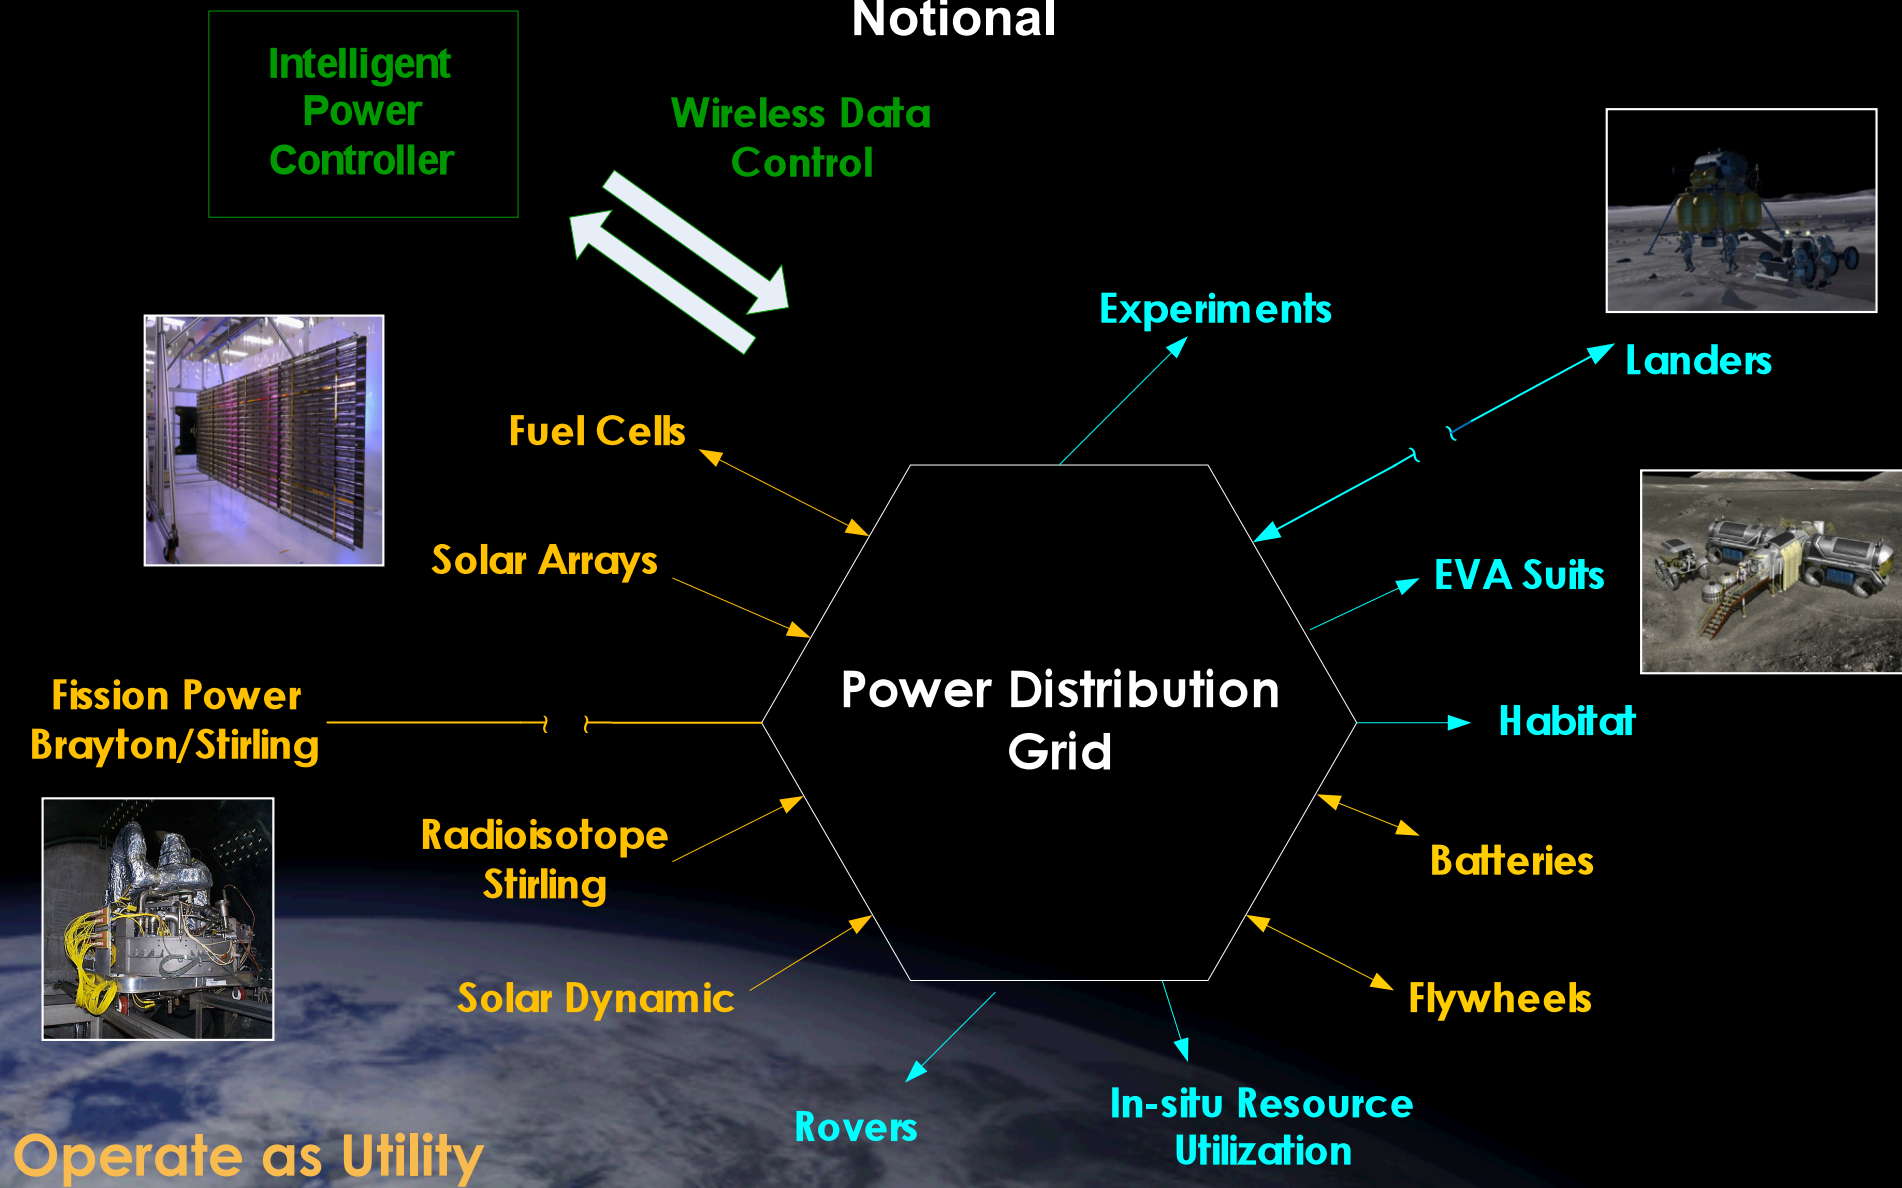 Notional
Intelligent
Power
Controller
Wireless Data
Control
Experiments
Landers
Fuel Cells
Solar Arrays
EVA Suits
Fission Power
Brayton/Stirling
Power Distribution
Grid
Habitat
Radioisotope
Stirling
Batteries
Solar Dynamic
Flywheels
Rovers
In-situ Resource
Utilization
Operate as Utility